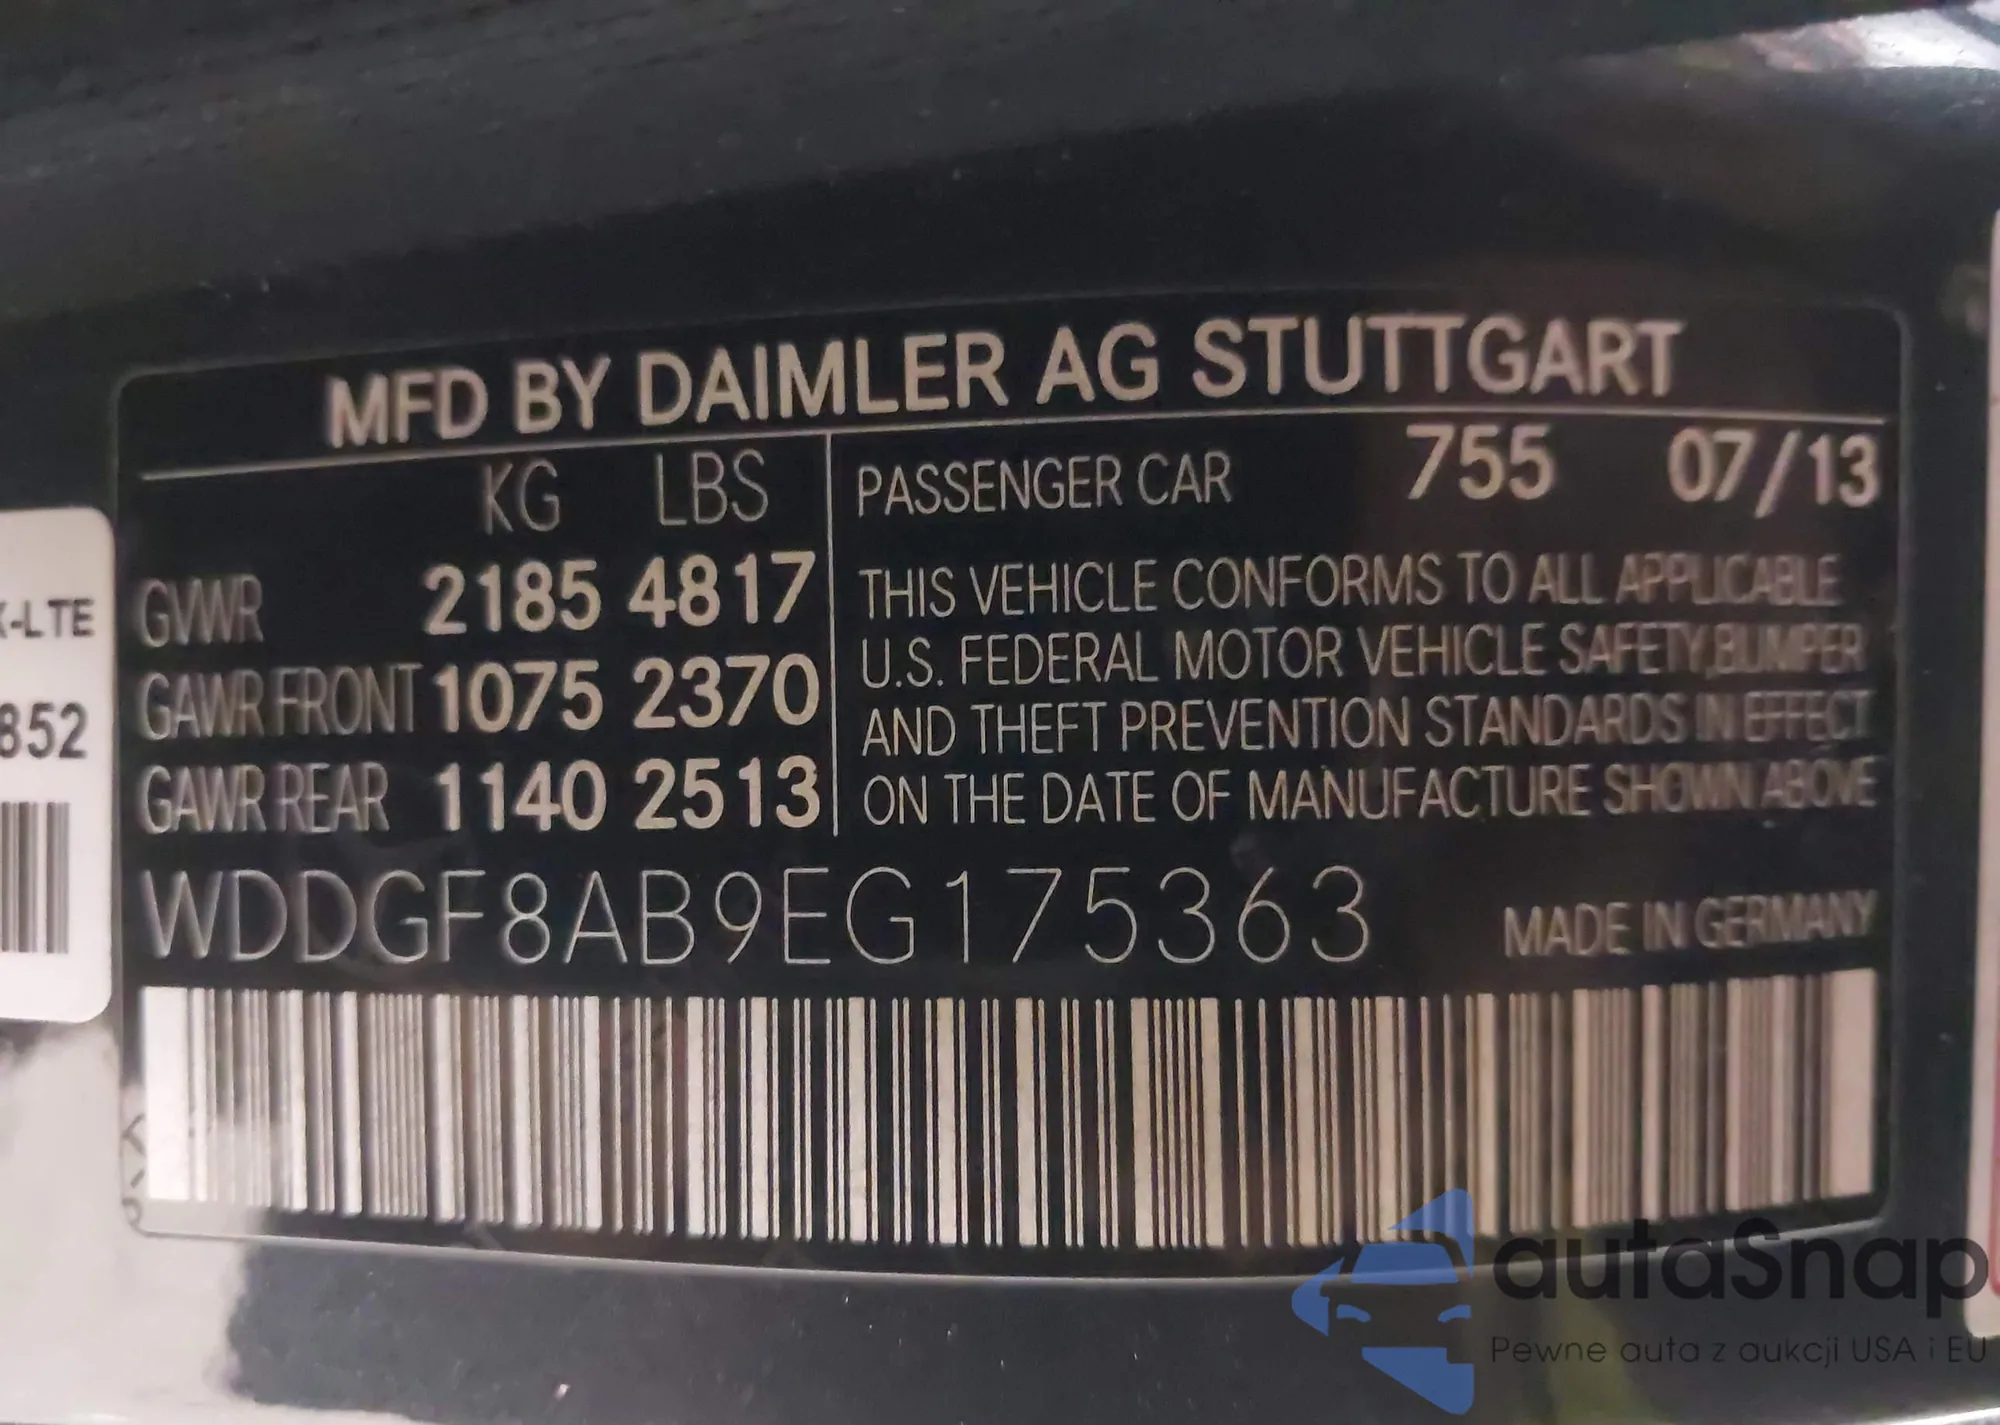 MFD BY DAIMLER AG STUTTGART
KG LBS
GVWR 2185 4817
GAWR FRONT 1075 2370
GAWR REAR 1140 2513
PASSENGER CAR 755 07/13
THIS VEHICLE CONFORMS TO ALL APPLICABLE
U.S. FEDERAL MOTOR VEHICLE SAFETY,BUMPER
AND THEFT PREVENTION STANDARDS IN EFFECT
ON THE DATE OF MANUFACTURE SHOWN ABOVE
WDDGF8AB9EG175363
MADE IN GERMANY
-LTE
852
autoSnap
Pewne auta z aukcji USA i EU